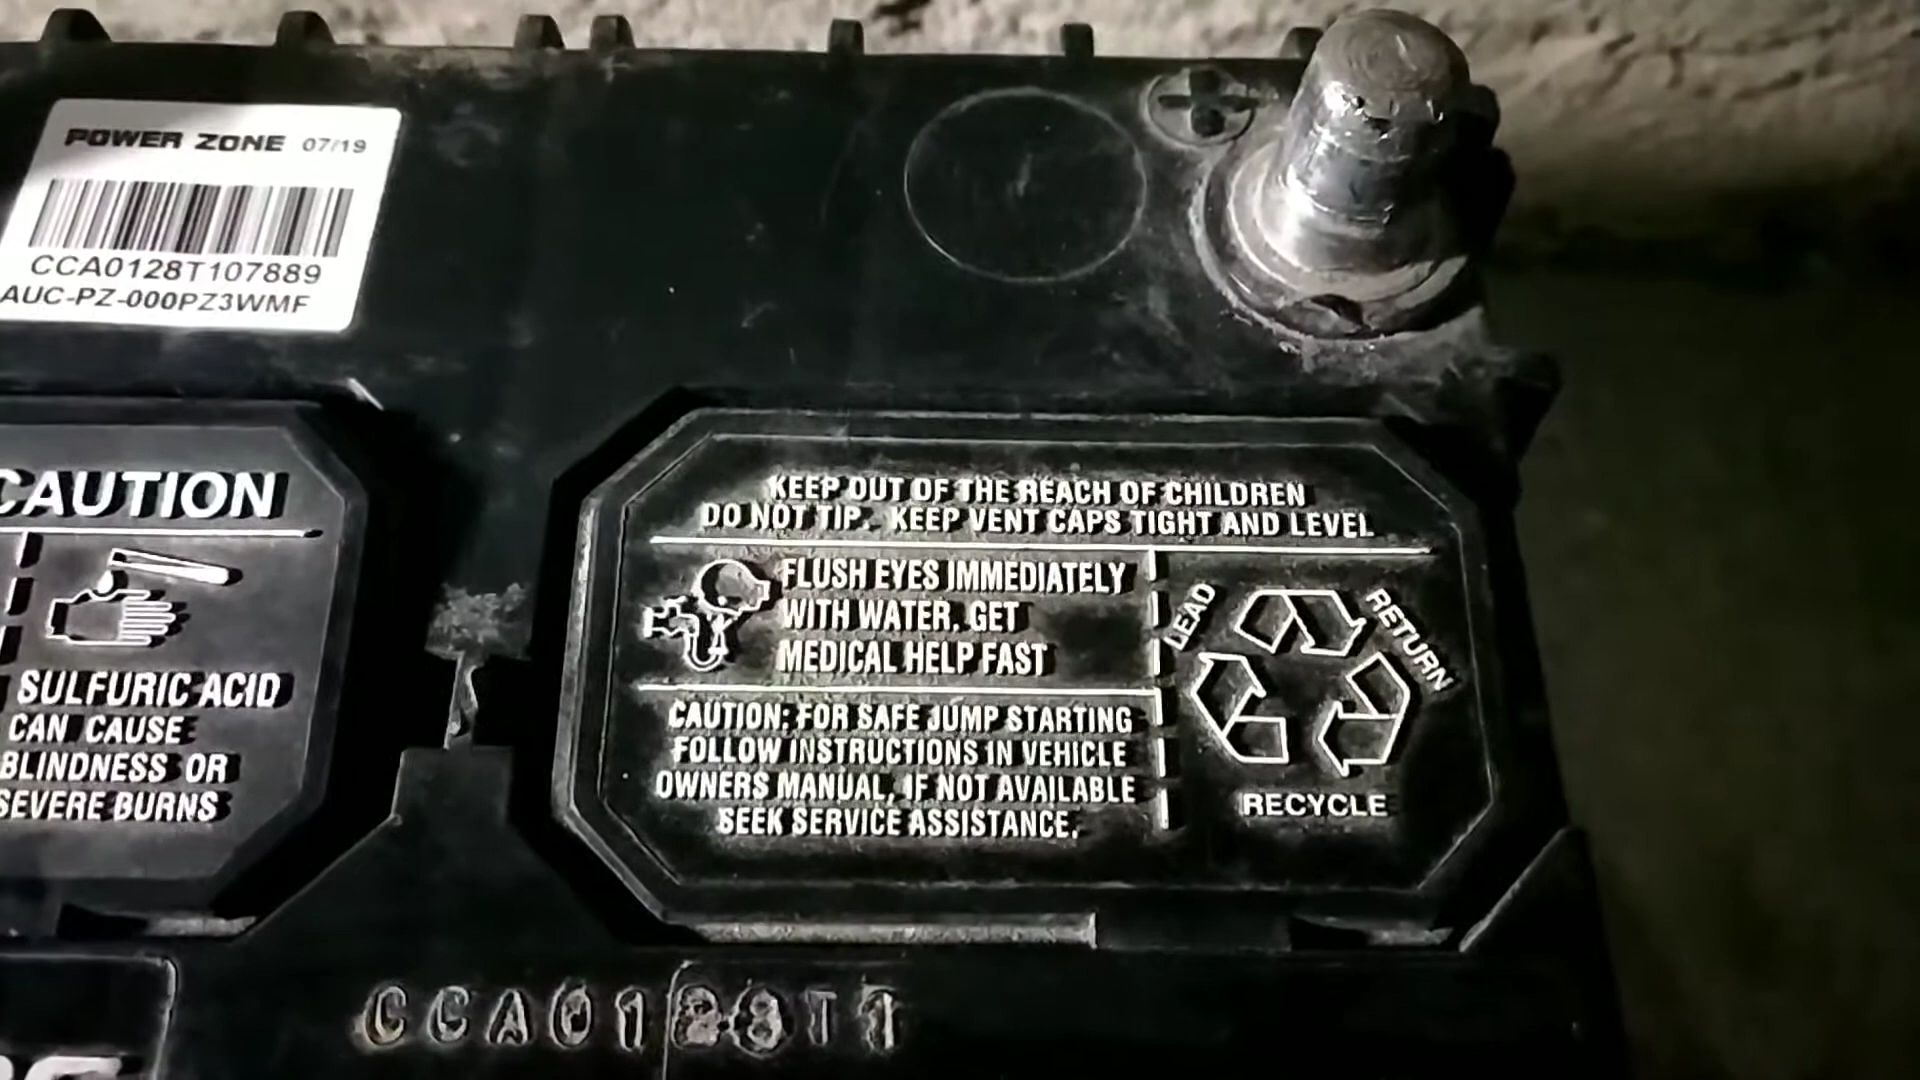 POWER ZONE 07/19
CCA0128T107889
AUC-PZ-000PZ3WMF
CAUTION
SULFURIC ACID
CAN CAUSE
BLINDNESS OR
SEVERE BURNS
KEEP OUT OF THE REACH OF CHILDREN
DO NOT TIP. KEEP VENT CAPS TIGHT AND LEVEL
FLUSH EYES IMMEDIATELY
WITH WATER, GET
MEDICAL HELP FAST
CAUTION: FOR SAFE JUMP STARTING
FOLLOW INSTRUCTIONS IN VEHICLE
OWNERS MANUAL, IF NOT AVAILABLE
SEEK SERVICE ASSISTANCE.
LEAD
RETURN
RECYCLE
CCA0128T1